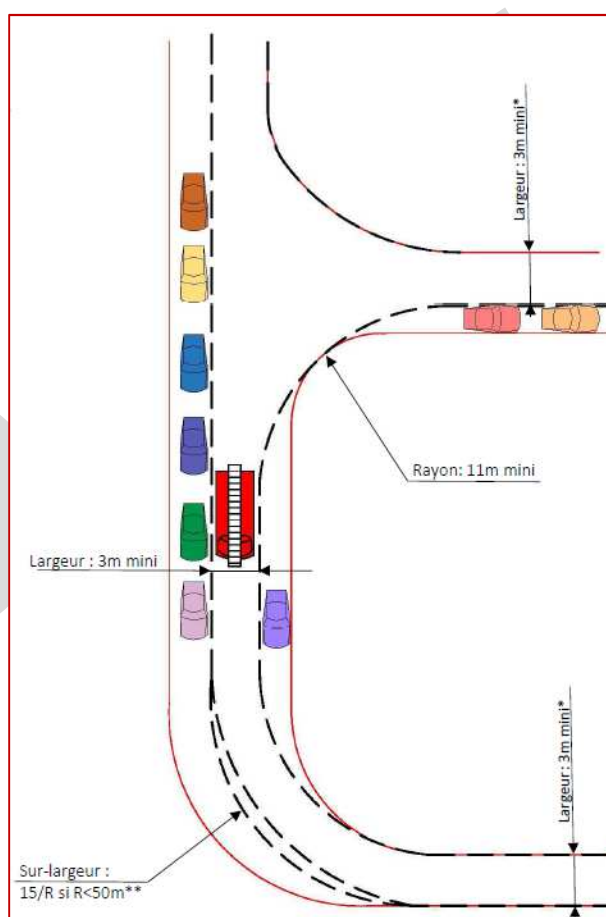 Largeur : 3m mini*
Rayon: 11m mini
Largeur : 3m mini
Largeur : 3m mini*
Sur-largeur :
15/R si R<50m**